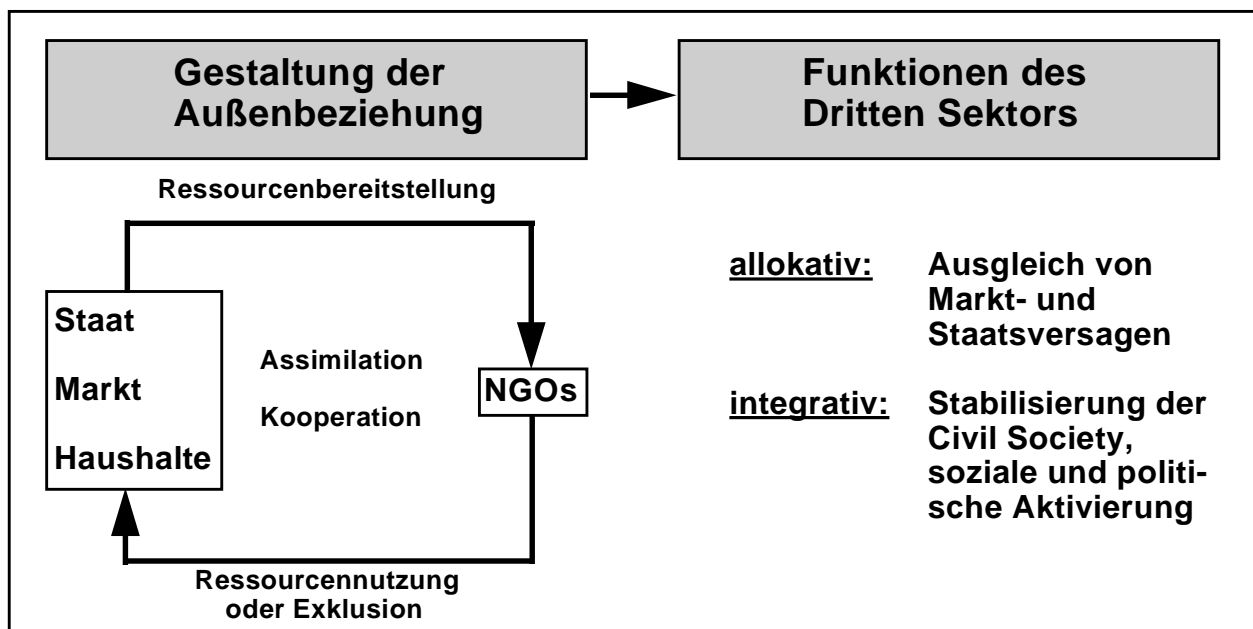 Gestaltung der
Außenbeziehung
Funktionen des
Dritten Sektors
Ressourcenbereitstellung
Staat
Markt
Haushalte
Assimilation
Kooperation
NGOs
Ressourcennutzung
oder Exklusion
allokativ: Ausgleich von
Markt- und
Staatsversagen
integrativ: Stabilisierung der
Civil Society,
soziale und politi-
sche Aktivierung